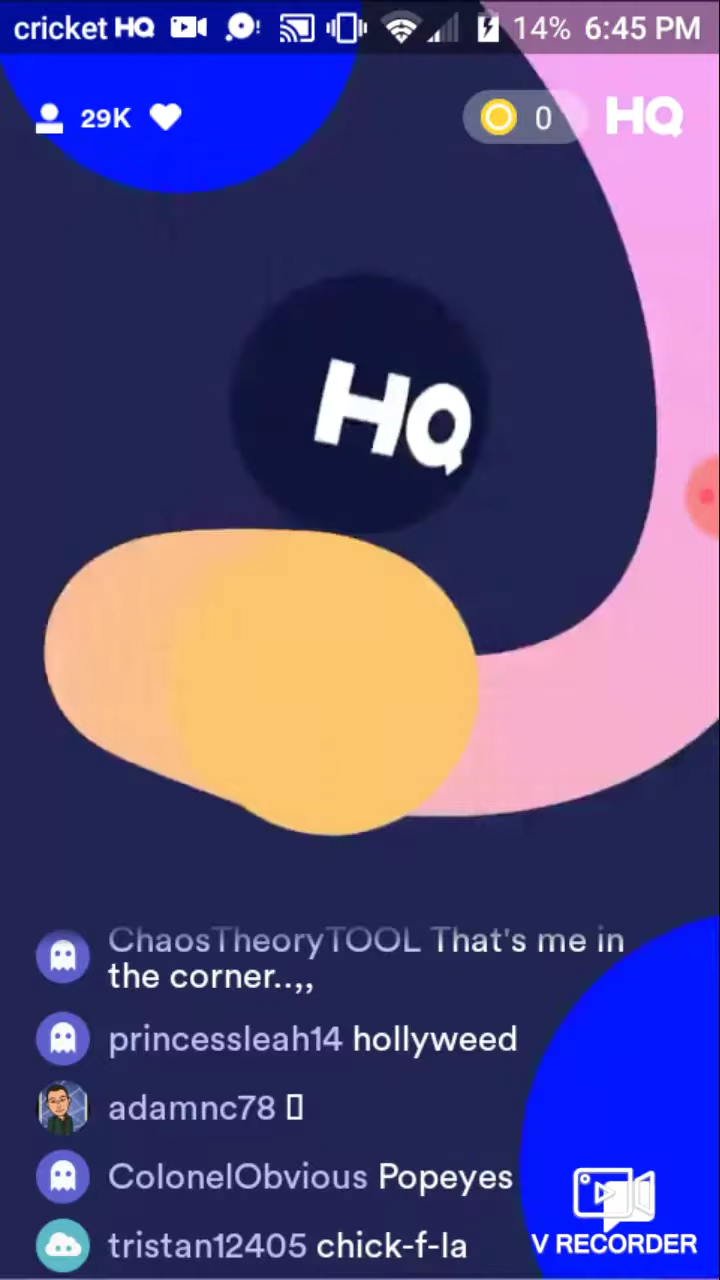 cricket HQ 14% 6:45 PM
29K 0 HQ
HQ
ChaosTheoryTOOL That's me in
the corner..,,
princessleah14 hollyweed
adamnc78
ColonelObvious Popeyes
tristan12405 chick-f-la
V RECORDER